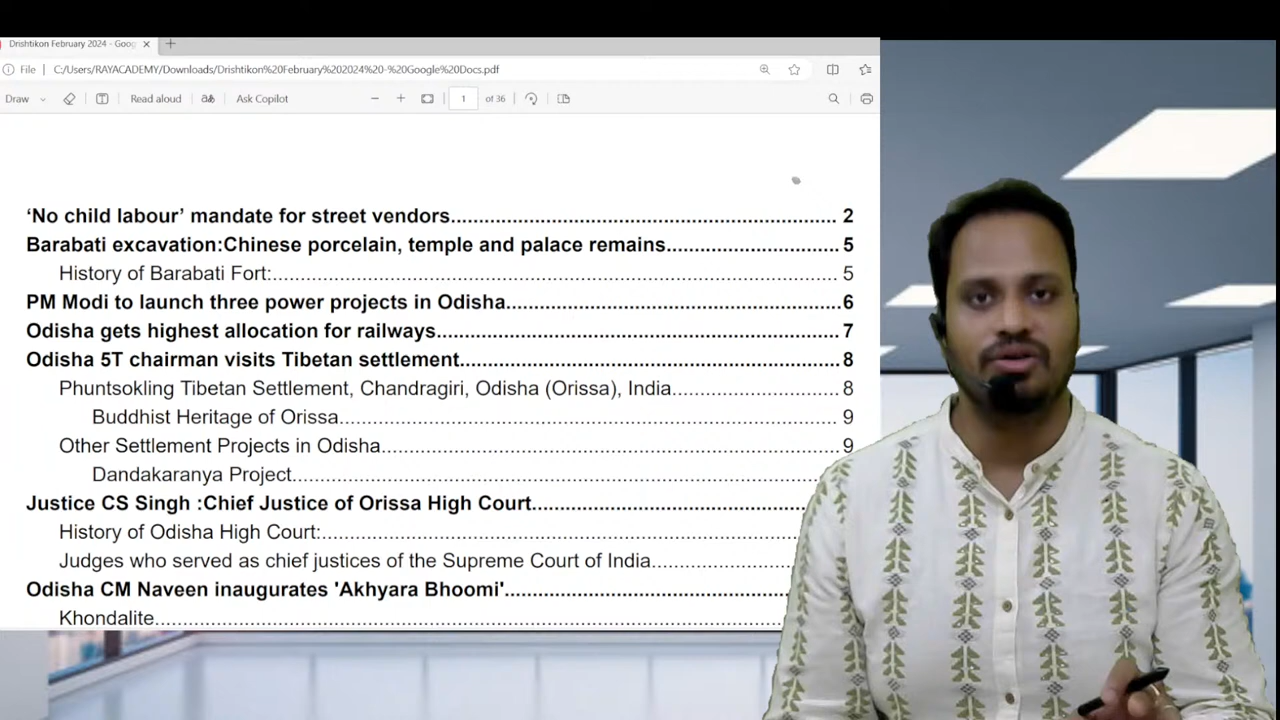 Drishtikon February 2024 - Goog
File C:/Users/RAYACADEMY/Downloads/Drishtikon%20February%202024%20-%20Google%20Docs.pdf
Draw Read aloud Ask Copilot 1 of 36
‘No child labour’ mandate for street vendors 2
Barabati excavation:Chinese porcelain, temple and palace remains 5
History of Barabati Fort: 5
PM Modi to launch three power projects in Odisha 6
Odisha gets highest allocation for railways 7
Odisha 5T chairman visits Tibetan settlement 8
Phuntsokling Tibetan Settlement, Chandragiri, Odisha (Orissa), India 8
Buddhist Heritage of Orissa 9
Other Settlement Projects in Odisha 9
Dandakaranya Project
Justice CS Singh :Chief Justice of Orissa High Court
History of Odisha High Court:
Judges who served as chief justices of the Supreme Court of India
Odisha CM Naveen inaugurates 'Akhyara Bhoomi'
Khondalite